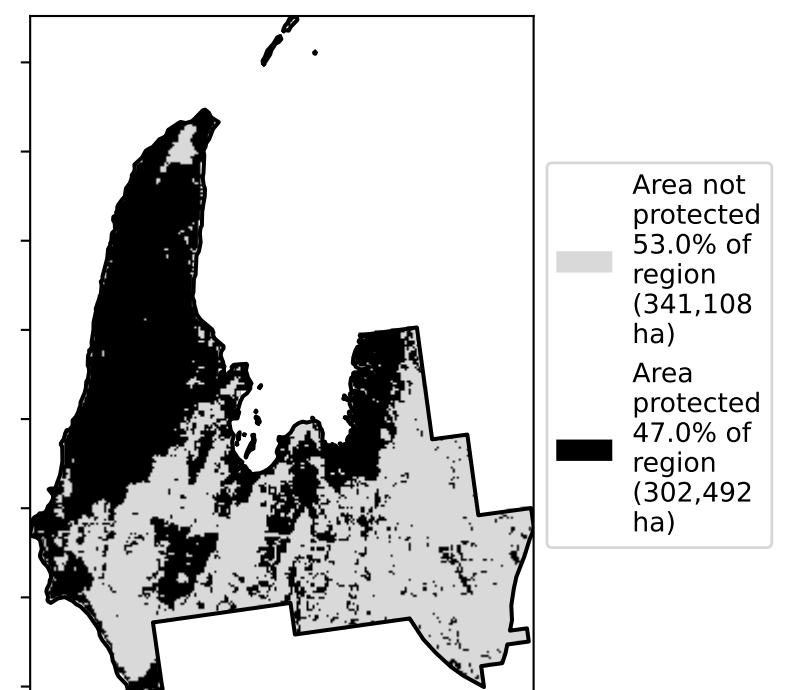 Area not
protected
53.0% of
region
(341,108
ha)
Area
protected
47.0% of
region
(302,492
ha)